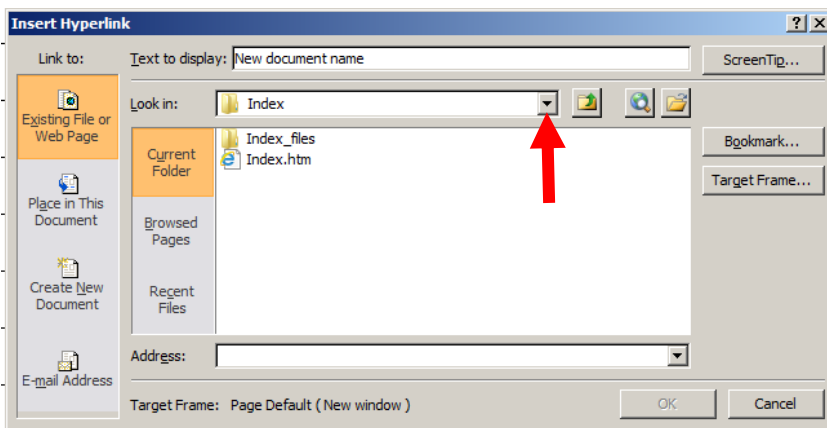 Insert Hyperlink
? X
Link to:
Text to display: New document name
ScreenTip...
Existing File or
Web Page
Look in: Index
Current
Folder
Index_files
Index.htm
Bookmark...
Target Frame...
Place in This
Document
Browsed
Pages
Create New
Document
Recent
Files
E-mail Address
Address:
Target Frame: Page Default ( New window )
OK
Cancel